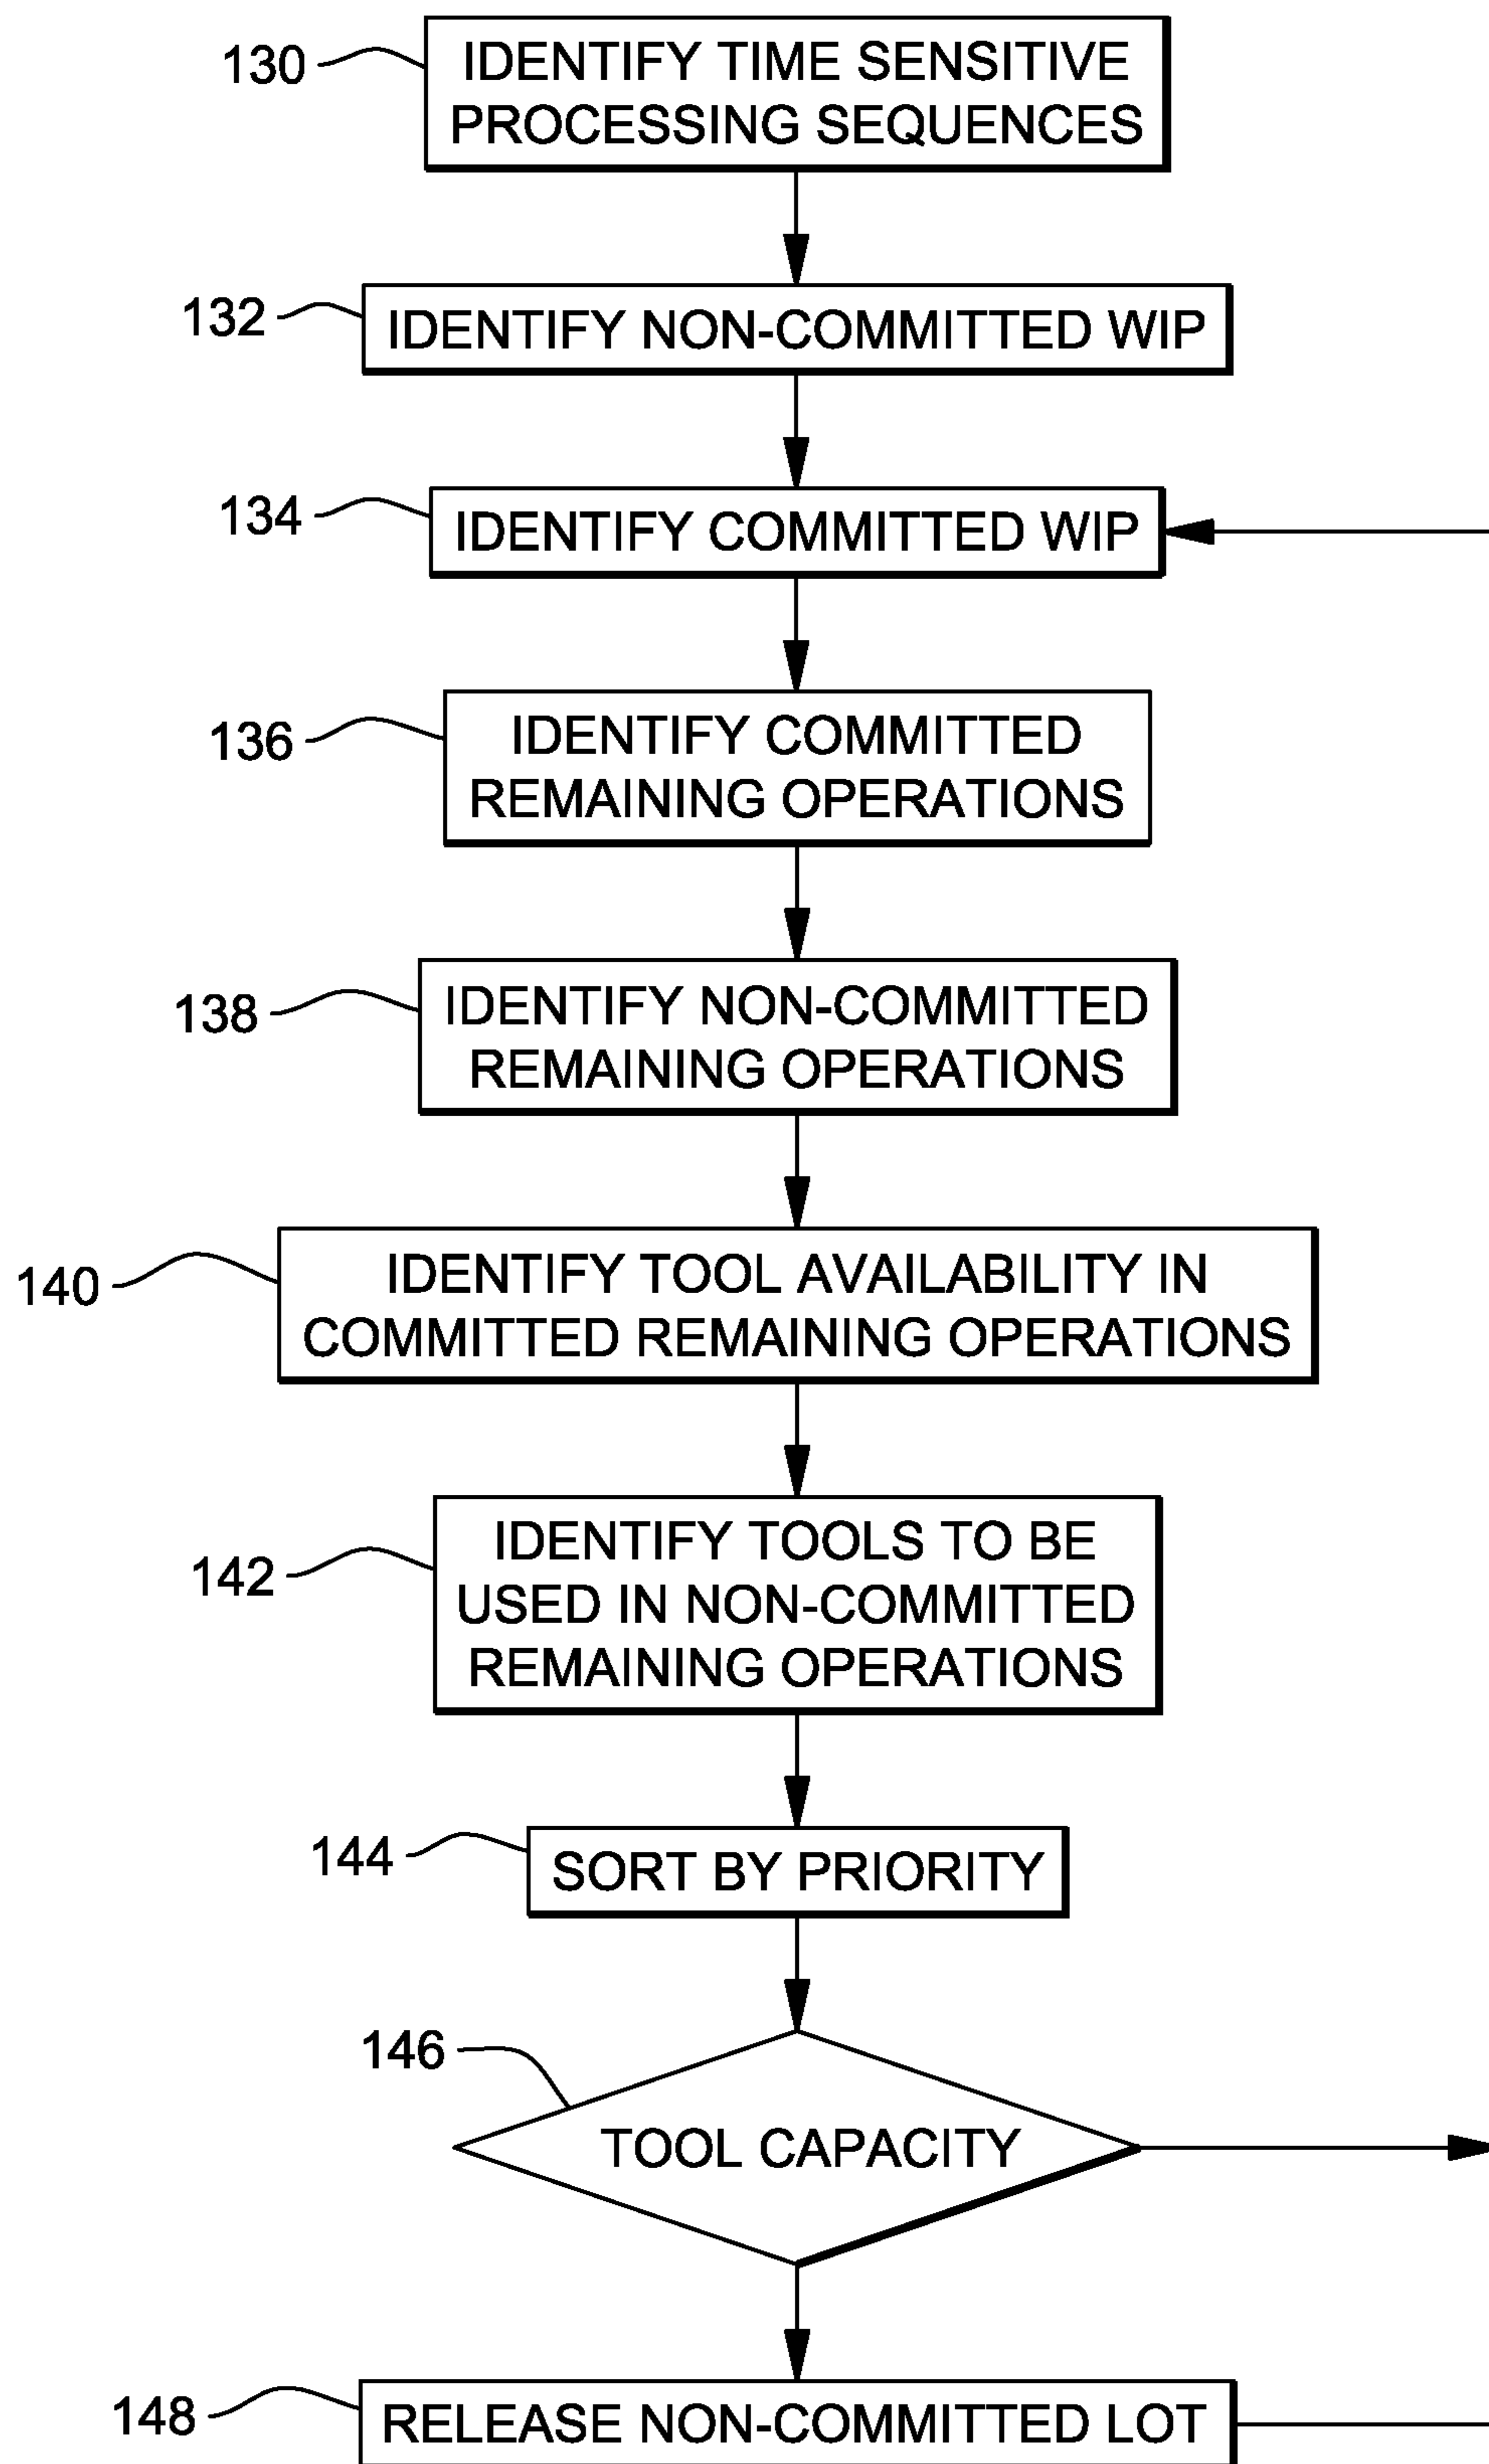 130
IDENTIFY TIME SENSITIVE
PROCESSING SEQUENCES
132
IDENTIFY NON-COMMITTED WIP
134
IDENTIFY COMMITTED WIP
136
IDENTIFY COMMITTED
REMAINING OPERATIONS
138
IDENTIFY NON-COMMITTED
REMAINING OPERATIONS
140
IDENTIFY TOOL AVAILABILITY IN
COMMITTED REMAINING OPERATIONS
142
IDENTIFY TOOLS TO BE
USED IN NON-COMMITTED
REMAINING OPERATIONS
144
SORT BY PRIORITY
146
TOOL CAPACITY
148
RELEASE NON-COMMITTED LOT